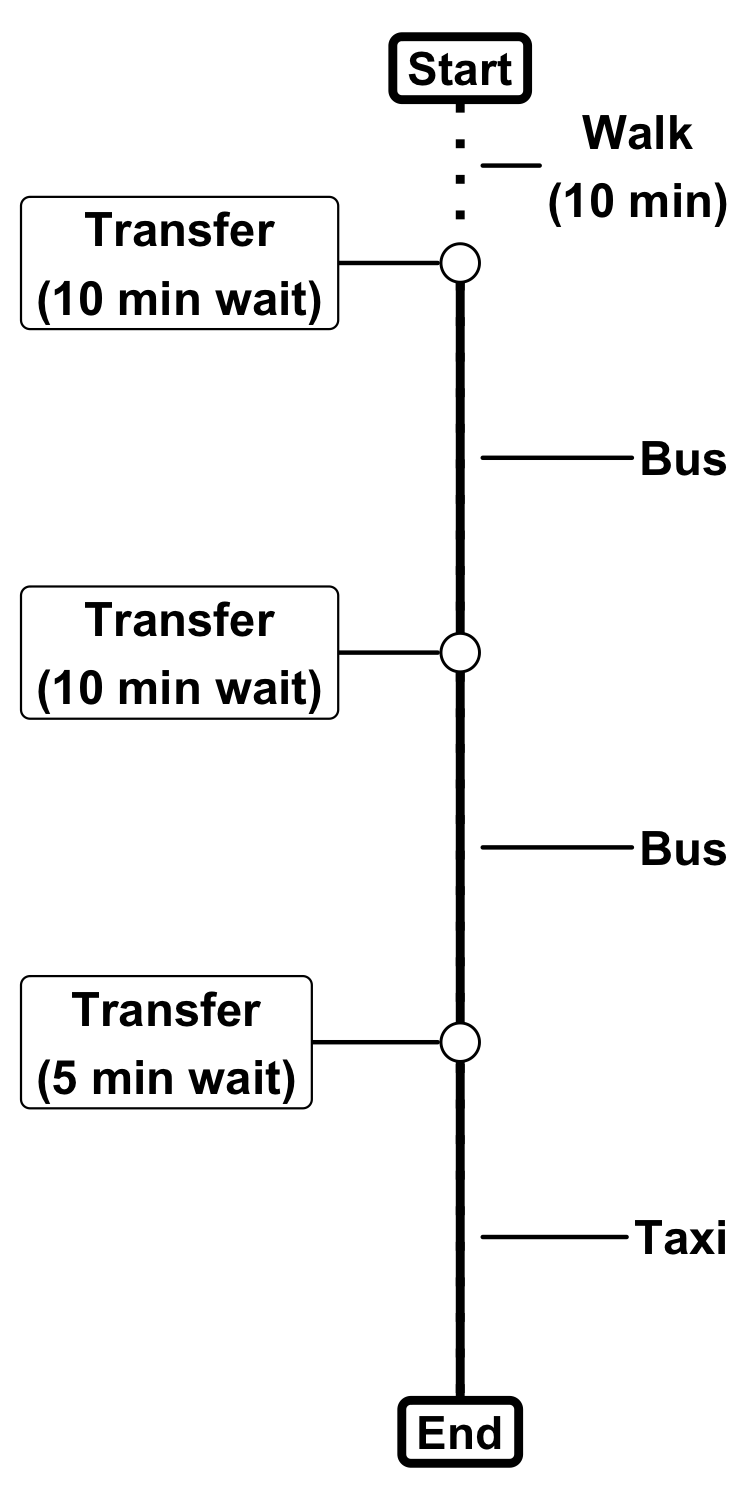 Start
Walk
(10 min)
Transfer
(10 min wait)
Bus
Transfer
(10 min wait)
Bus
Transfer
(5 min wait)
Taxi
End